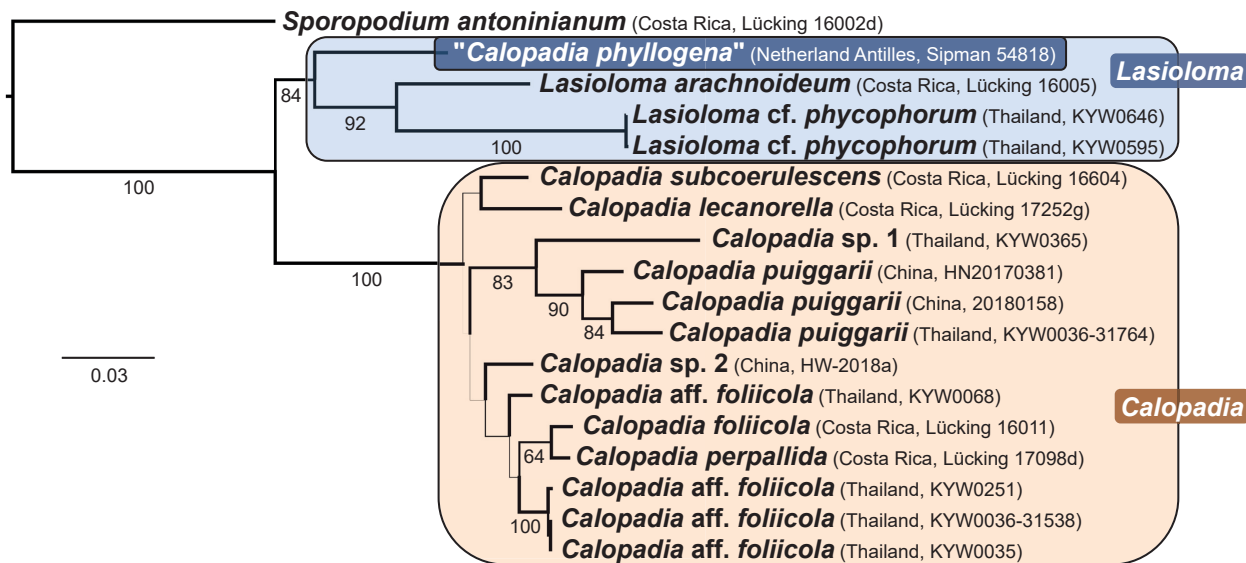 Sporopodium antoninianum (Costa Rica, Lücking 16002d)
"Calopadia phyllogena" (Netherland Antilles, Sipman 54818)
Lasioloma
84
Lasioloma arachnoideum (Costa Rica, Lücking 16005)
92
Lasioloma cf. phycophorum (Thailand, KYW0646)
100
Lasioloma cf. phycophorum (Thailand, KYW0595)
100
Calopadia subcoerulescens (Costa Rica, Lücking 16604)
Calopadia lecanorella (Costa Rica, Lücking 17252g)
Calopadia sp. 1 (Thailand, KYW0365)
100
83
Calopadia puiggarii (China, HN20170381)
90
Calopadia puiggarii (China, 20180158)
84
Calopadia puiggarii (Thailand, KYW0036-31764)
0.03
Calopadia sp. 2 (China, HW-2018a)
Calopadia aff. foliicola (Thailand, KYW0068)
Calopadia
Calopadia foliicola (Costa Rica, Lücking 16011)
64
Calopadia perpallida (Costa Rica, Lücking 17098d)
Calopadia aff. foliicola (Thailand, KYW0251)
100
Calopadia aff. foliicola (Thailand, KYW0036-31538)
Calopadia aff. foliicola (Thailand, KYW0035)